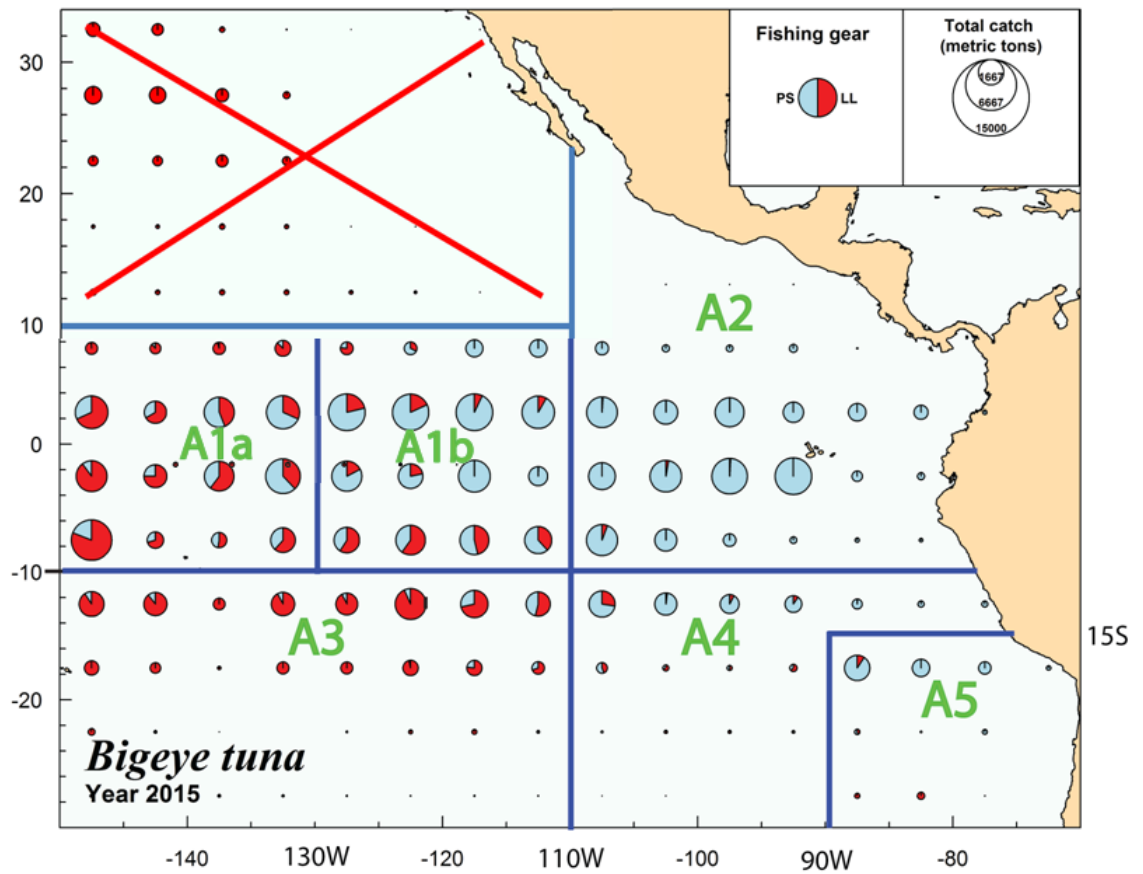 Fishing gear
PS LL
Total catch
(metric tons)
1667
6667
15000
30
20
10
0
-10
-20
A2
A1a
A1b
A3
A4
15S
A5
Bigeye tuna
Year 2015
-140 130W -120 110W -100 90W -80